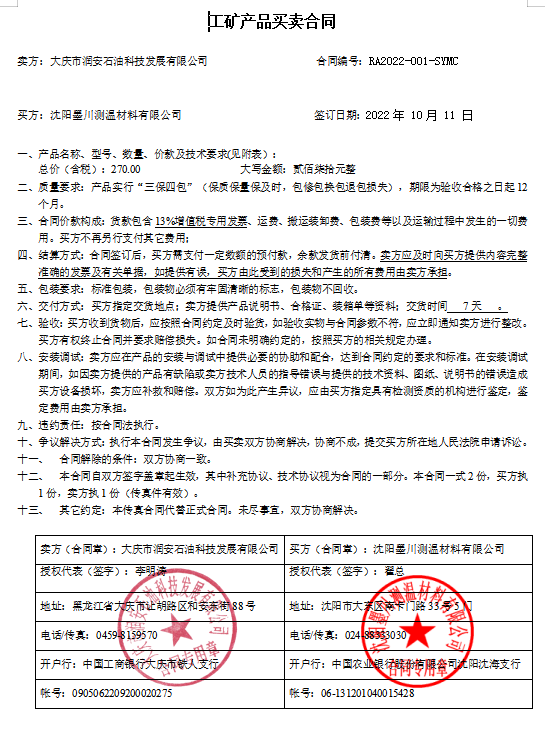 工矿产品买卖合同
卖方：大庆市润安石油科技发展有限公司 合同编号：RA2022-001-SYMC
买方：沈阳墨川测温材料有限公司 签订日期：2022年 10月 11 日
一、产品名称、型号、数量、价款及技术要求(见附表)：
总价（含税）：270.00 大写金额：贰佰柒拾元整
二、质量要求：产品实行“三保四包”（保质保量保及时，包修包换包退包损失），期限为验收合格之日起12
个月。
三、合同价款构成：货款包含13%增值税专用发票、运费、搬运装卸费、包装费等以及运输过程中发生的一切费
用。买方不再另行支付其它费用；
四、结算方式：合同签订后，买方需支付一定数额的预付款，余款发货前付清。卖方应及时向买方提供内容完整
准确的发票及有关单据，如提供有误，买方由此受到的损失和产生的所有费用由卖方承担。
五、包装要求：标准包装，包装物必须有牢固清晰的标志，包装物不回收。
六、交付方式：买方指定交货地点；卖方提供产品说明书、合格证、装箱单等资料；交货时间 7天 。
七、验收：买方收到货物后，应按照合同约定及时验货，如验收实物与合同参数不符，应立即通知卖方进行整改。
买方有权终止合同并要求赔偿损失。如合同未明确约定的，按照买方的相关规定办理。
八、安装调试：卖方应在产品的安装与调试中提供必要的协助和配合，达到合同约定的要求和标准。在安装调试
期间，如因卖方提供的产品有缺陷或卖方技术人员的指导错误与提供的技术资料、图纸、说明书的错误造成
买方设备损坏，卖方应补救和赔偿。双方如为此产生异议，应由买方指定具有检测资质的机构进行鉴定，鉴
定费用由卖方承担。
九、违约责任：按合同法执行。
十、争议解决方式：执行本合同发生争议，由买卖双方协商解决，协商不成，提交买方所在地人民法院申请诉讼。
十一、 合同解除的条件：双方协商一致。
十二、 本合同自双方签字盖章起生效，其中补充协议、技术协议视为合同的一部分。本合同一式2份，买方执
1份，卖方执1份（传真件有效）。
十三、 其它约定：本传真合同代替正式合同。未尽事宜，双方协商解决。
卖方（合同章）：大庆市润安石油科技发展有限公司 买方（合同章）：沈阳墨川测温材料有限公司
授权代表（签字）：李明涛 授权代表（签字）：翟总
地址：黑龙江省大庆市让胡路区和安东街88号 地址：沈阳市大东区南卡门路33号5门
电话/传真：0459-8159570 电话/传真：024-88333030
开户行：中国工商银行大庆市铁人支行 开户行：中国农业银行股份有限公司沈阳沈海支行
帐号：0905062209200020275 帐号：06-131201040015428
合同专用章
合同专用章